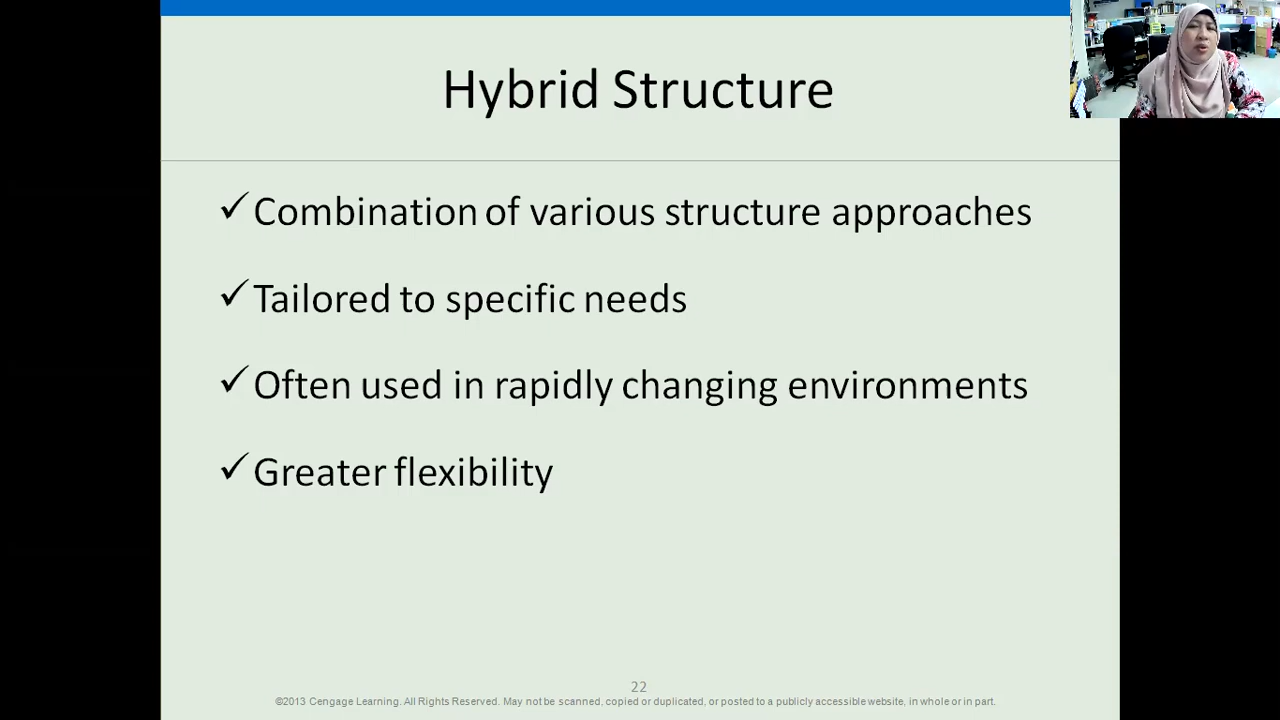 Hybrid Structure
✓Combination of various structure approaches
✓Tailored to specific needs
✓Often used in rapidly changing environments
✓Greater flexibility
22
©2013 Cengage Learning. All Rights Reserved. May not be scanned, copied or duplicated, or posted to a publicly accessible website, in whole or in part.